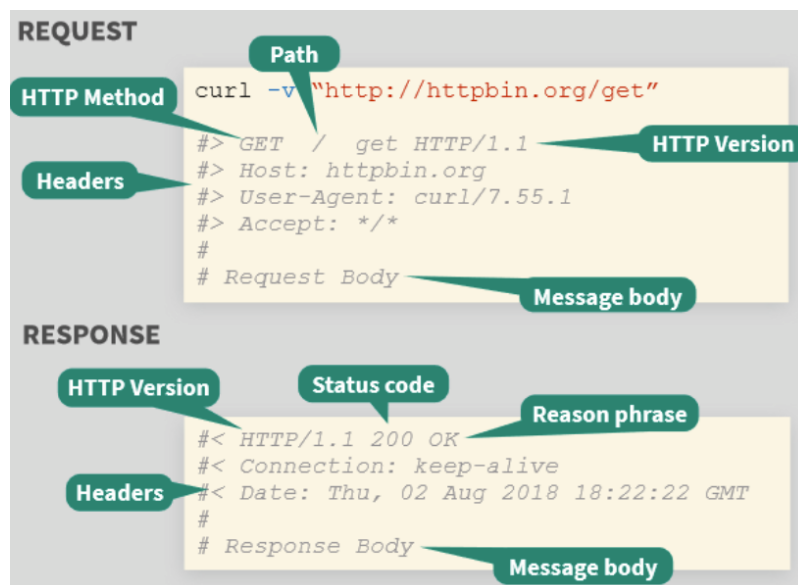 REQUEST
Path
HTTP Method
curl -v “http://httpbin.org/get”
#> GET / get HTTP/1.1
HTTP Version
Headers
#> Host: httpbin.org
#> User-Agent: curl/7.55.1
#> Accept: */*
#
# Request Body
Message body
RESPONSE
HTTP Version
Status code
Reason phrase
#< HTTP/1.1 200 OK
#< Connection: keep-alive
Headers
#< Date: Thu, 02 Aug 2018 18:22:22 GMT
#
# Response Body
Message body